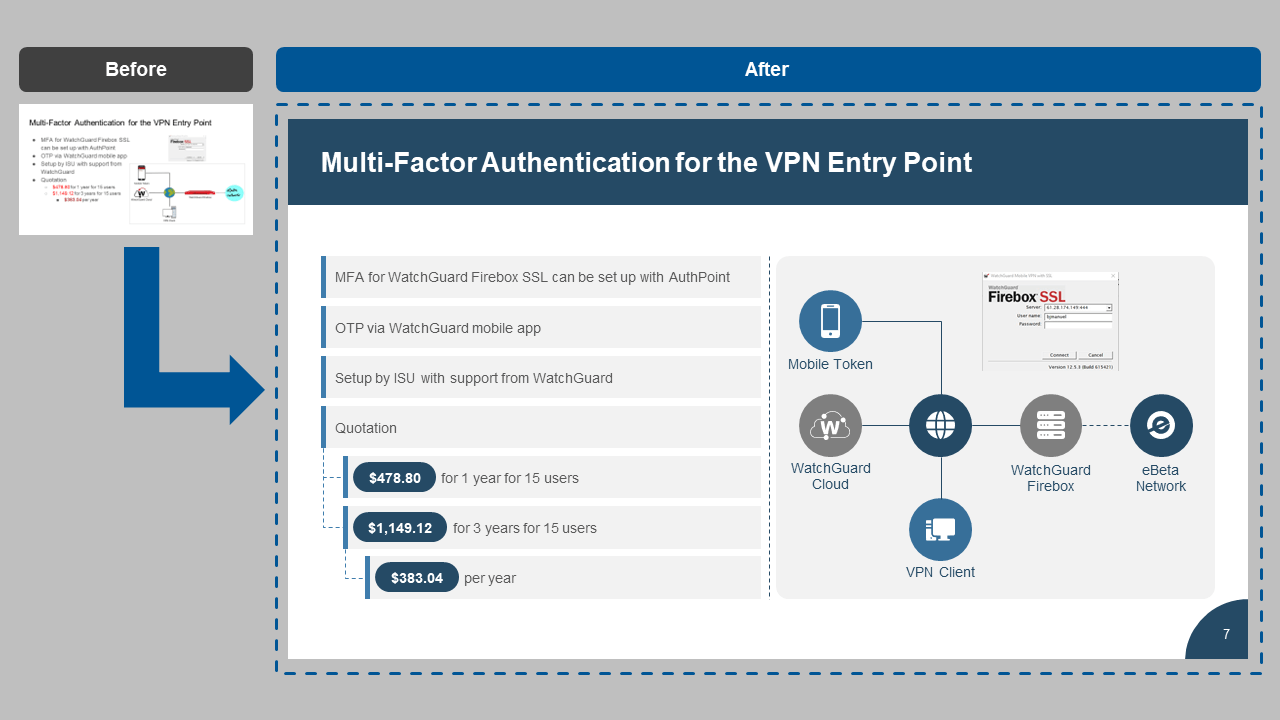 Before
After
Multi-Factor Authentication for the VPN Entry Point
MFA for WatchGuard Firebox SSL
can be set up with AuthPoint
OTP via WatchGuard mobile app
Setup by ISU with support from
WatchGuard
Quotation
$478.80 for 1 year for 15 users
$1,149.12 for 3 years for 15 users
$383.04 per year
Firebox SSL
Multi-Factor Authentication for the VPN Entry Point
MFA for WatchGuard Firebox SSL can be set up with AuthPoint
OTP via WatchGuard mobile app
Setup by ISU with support from WatchGuard
Quotation
$478.80 for 1 year for 15 users
$1,149.12 for 3 years for 15 users
$383.04 per year
WatchGuard Mobile VPN with SSL
WatchGuard
Firebox SSL
Server: 61.28.174.149:444
User name: bjmanuel
Password:
Connect Cancel
Version 12.5.3 (Build 615421)
Mobile Token
W
WatchGuard
Cloud
WatchGuard
Firebox
eBeta
Network
VPN Client
7